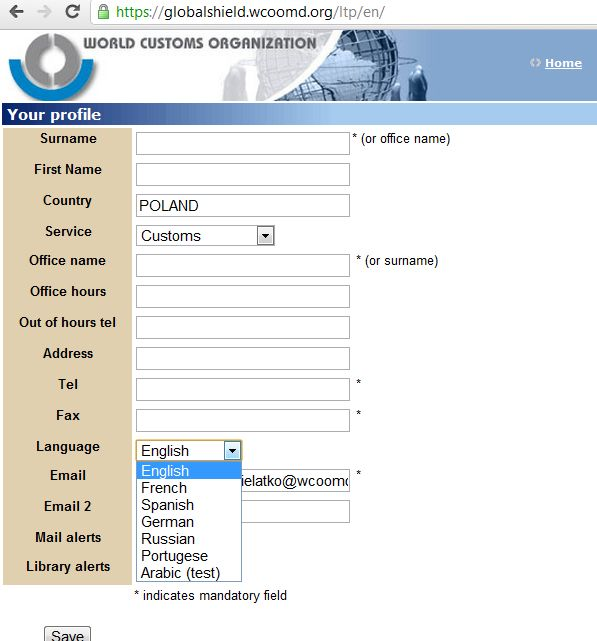 https://globalshield.wcoomd.org/ltp/en/
WORLD CUSTOMS ORGANIZATION
Home
Your profile
Surname * (or office name)
First Name
Country POLAND
Service Customs
Office name * (or surname)
Office hours
Out of hours tel
Address
Tel *
Fax *
Language English
English
Email ielatko@wcoomd *
French
Spanish
Email 2
German
Russian
Mail alerts
Portugese
Library alerts
Arabic (test)
* indicates mandatory field
Save